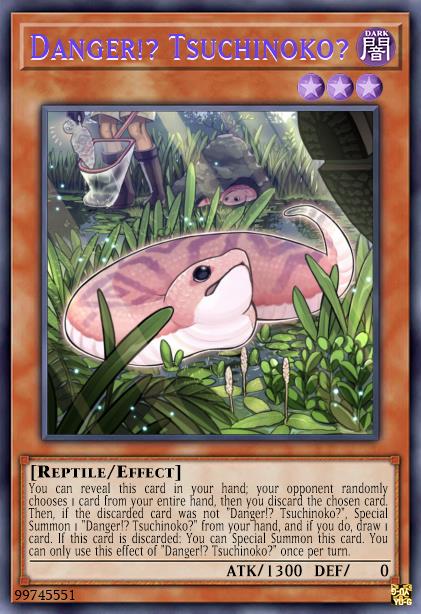 DANGER!? TSUCHINOKO?
DARK
闇
[REPTILE/EFFECT]
You can reveal this card in your hand; your opponent randomly
chooses 1 card from your entire hand, then you discard the chosen card.
Then, if the discarded card was not "Danger!? Tsuchinoko?", Special
Summon 1 "Danger!? Tsuchinoko?" from your hand, and if you do, draw 1
card. If this card is discarded: You can Special Summon this card. You can
only use this effect of "Danger!? Tsuchinoko?" once per turn.
ATK/1300 DEF/ 0
99745551